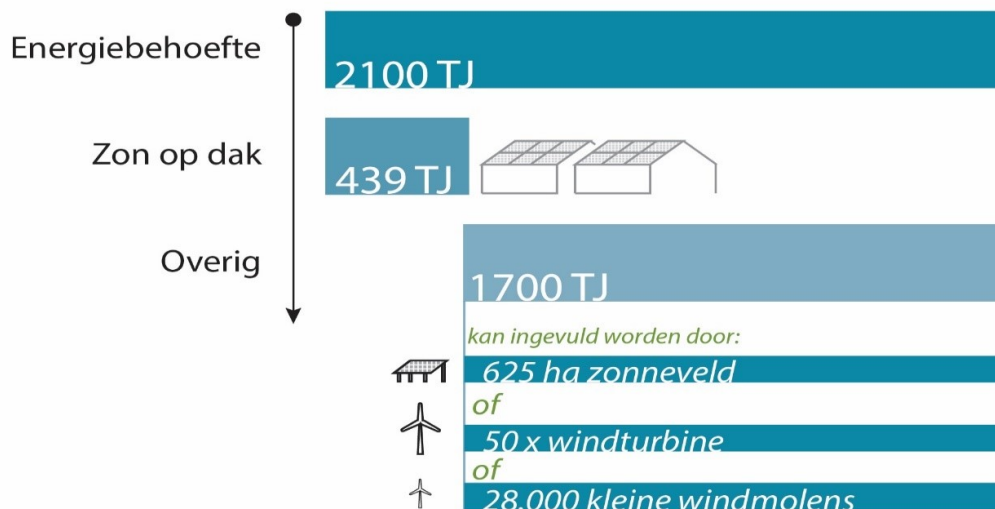 Energiebehoefte
2100 TJ
Zon op dak
439 TJ
Overig
1700 TJ
kan ingevuld worden door:
625 ha zonneveld
of
50 x windturbine
of
28.000 kleine windmolens